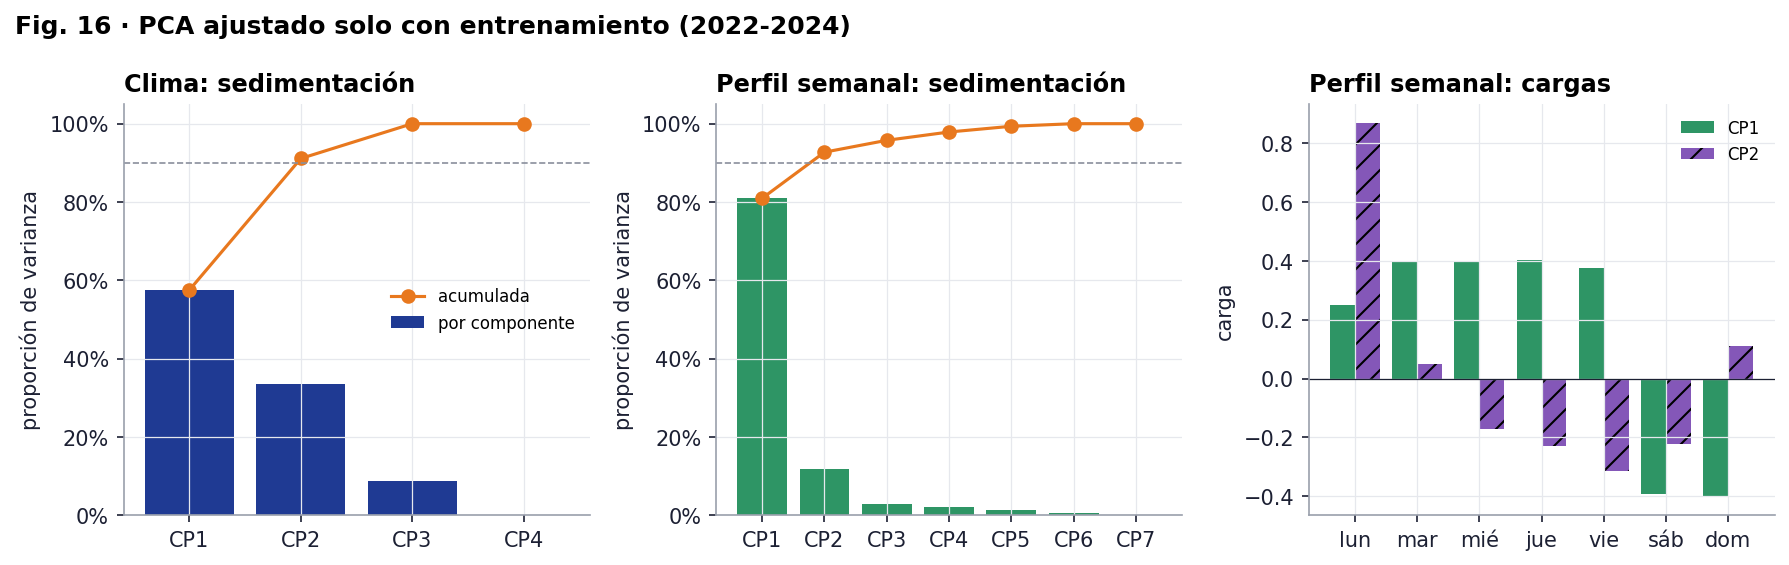 Fig. 16 · PCA ajustado solo con entrenamiento (2022-2024)
Clima: sedimentación
proporción de varianza
100%
80%
60%
40%
20%
0%
acumulada
por componente
CP1 CP2 CP3 CP4
Perfil semanal: sedimentación
proporción de varianza
100%
80%
60%
40%
20%
0%
CP1 CP2 CP3 CP4 CP5 CP6 CP7
Perfil semanal: cargas
carga
0.8
0.6
0.4
0.2
0.0
−0.2
−0.4
CP1
CP2
lun mar mié jue vie sáb dom